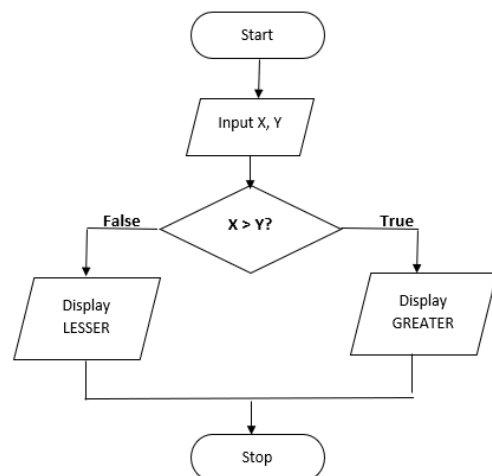 Start
Input X, Y
False
X > Y?
True
Display
LESSER
Display
GREATER
Stop